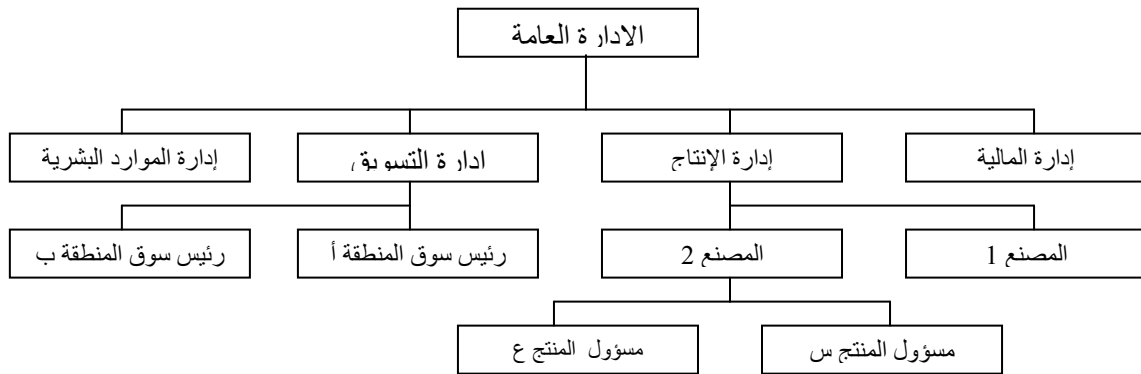 الادارة العامة
إدارة المالية
إدارة الإنتاج
ادارة التسويق
إدارة الموارد البشرية
المصنع 1
المصنع 2
رئيس سوق المنطقة أ
رئيس سوق المنطقة ب
مسؤول المنتج س
مسؤول المنتج ع